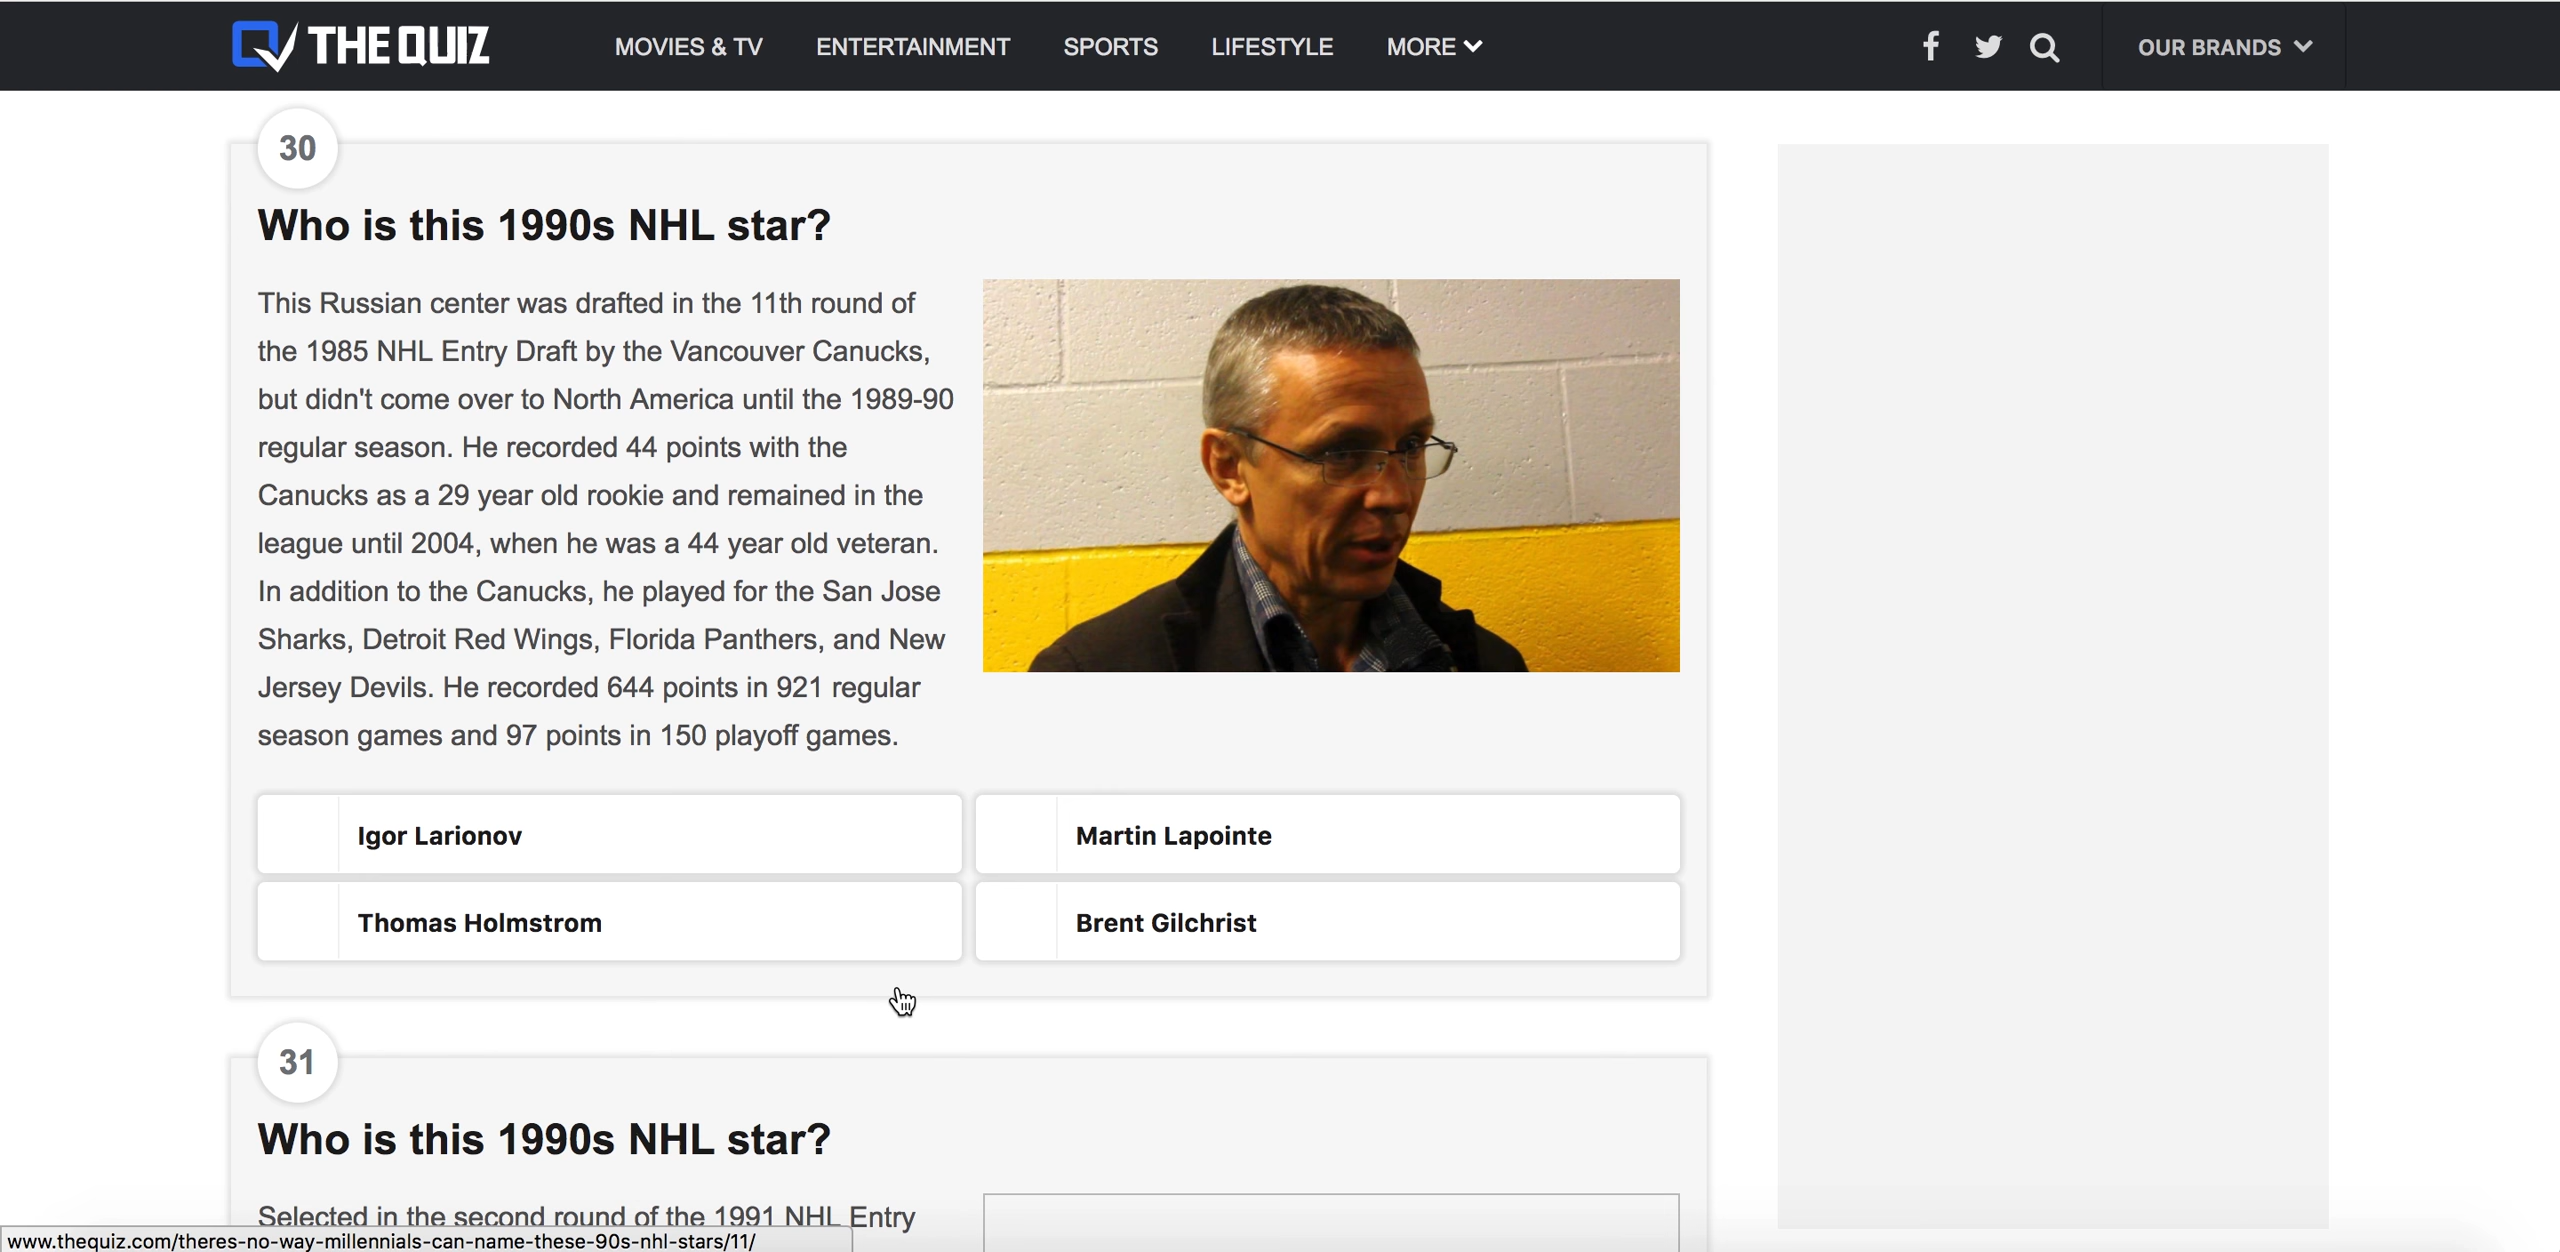 THE QUIZ
MOVIES & TV ENTERTAINMENT SPORTS LIFESTYLE MORE
OUR BRANDS
30
Who is this 1990s NHL star?
This Russian center was drafted in the 11th round of
the 1985 NHL Entry Draft by the Vancouver Canucks,
but didn't come over to North America until the 1989-90
regular season. He recorded 44 points with the
Canucks as a 29 year old rookie and remained in the
league until 2004, when he was a 44 year old veteran.
In addition to the Canucks, he played for the San Jose
Sharks, Detroit Red Wings, Florida Panthers, and New
Jersey Devils. He recorded 644 points in 921 regular
season games and 97 points in 150 playoff games.
Igor Larionov
Martin Lapointe
Thomas Holmstrom
Brent Gilchrist
31
Who is this 1990s NHL star?
Selected in the second round of the 1991 NHL Entry
www.thequiz.com/theres-no-way-millennials-can-name-these-90s-nhl-stars/11/